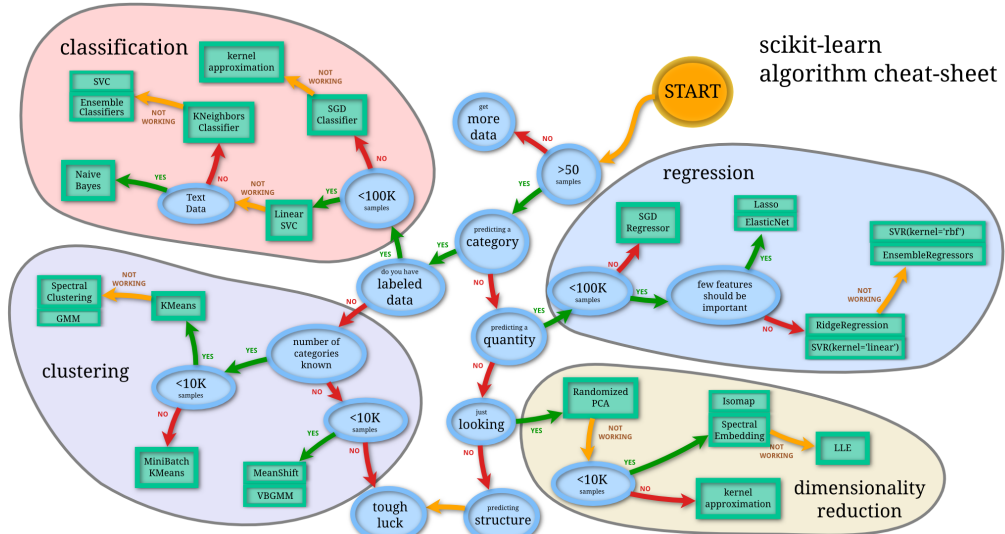 scikit-learn
algorithm cheat-sheet
START
>50
samples
NO
get
more
data
YES
predicting a
category
YES
do you have
labeled
data
YES
NO
classification
<100K
samples
NO
SGD
Classifier
NOT
WORKING
kernel
approximation
YES
Linear
SVC
NOT
WORKING
Text
Data
YES
Naive
Bayes
NO
KNeighbors
Classifier
NOT
WORKING
SVC
Ensemble
Classifiers
NO
clustering
number of
categories
known
YES
<10K
samples
YES
KMeans
NOT
WORKING
Spectral
Clustering
GMM
NO
MiniBatch
KMeans
NO
<10K
samples
YES
MeanShift
VBGMM
NO
tough
luck
predicting a
quantity
YES
regression
<100K
samples
NO
SGD
Regressor
YES
few features
should be
important
YES
Lasso
ElasticNet
NO
RidgeRegression
SVR(kernel='linear')
NOT
WORKING
SVR(kernel='rbf')
EnsembleRegressors
NO
just
looking
YES
dimensionality
reduction
Randomized
PCA
NOT
WORKING
<10K
samples
YES
Isomap
Spectral
Embedding
NOT
WORKING
LLE
NO
kernel
approximation
NO
predicting
structure